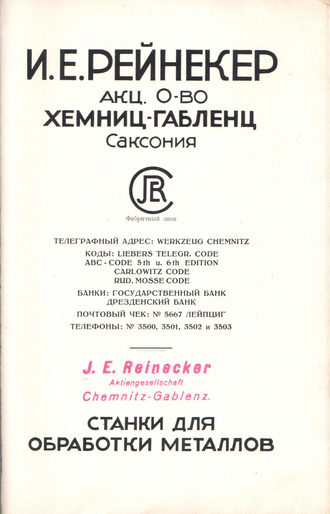 И.Е.РЕЙНЕКЕР
АКЦ. О-ВО
ХЕМНИЦ-ГАБЛЕНЦ
САКСОНИЯ
JER
Фабричный знак
ТЕЛЕГРАФНЫЙ АДРЕС: WERKZEUG CHEMNITZ
КОДЫ: LIEBERS TELEGR. CODE
ABC-CODE 5th u. 6th EDITION
CARLOWITZ CODE
RUD. MOSSE CODE
БАНКИ: ГОСУДАРСТВЕННЫЙ БАНК
ДРЕЗДЕНСКИЙ БАНК
ПОЧТОВЫЙ ЧЕК: № 5667 ЛЕЙПЦИГ
ТЕЛЕФОНЫ: № 3500, 3501, 3502 и 3503
J. E. Reinecker
Aktiengesellschaft
Chemnitz-Gablenz.
СТАНКИ ДЛЯ
ОБРАБОТКИ МЕТАЛЛОВ